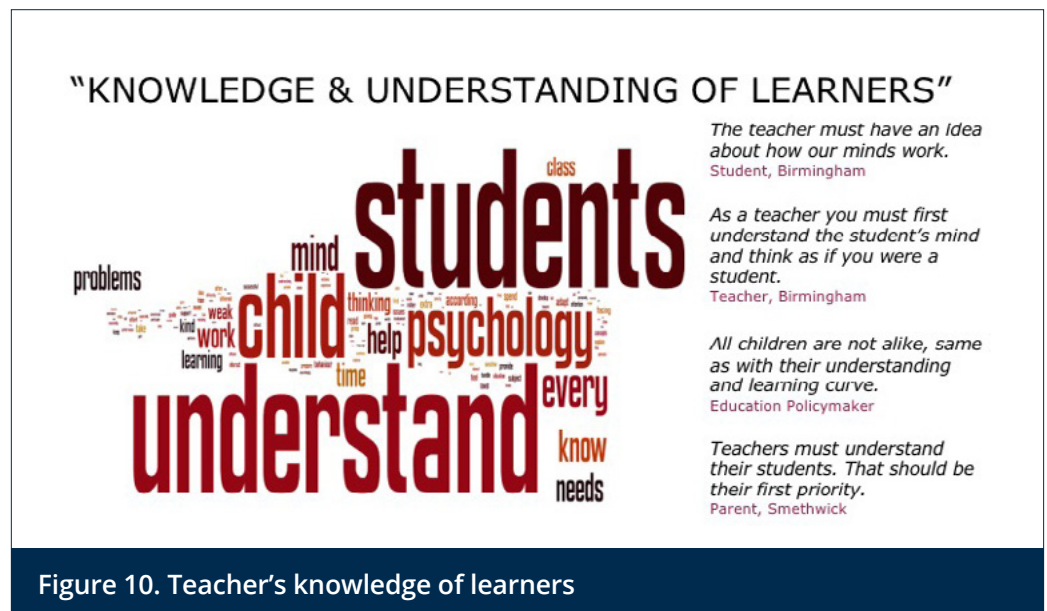 “KNOWLEDGE & UNDERSTANDING OF LEARNERS”
students
class
mind
problems
child
thinking
according
weak
kind
work
help
psychology
learning
time
every
understand
know
needs
The teacher must have an idea
about how our minds work.
Student, Birmingham
As a teacher you must first
understand the student’s mind
and think as if you were a
student.
Teacher, Birmingham
All children are not alike, same
as with their understanding
and learning curve.
Education Policymaker
Teachers must understand
their students. That should be
their first priority.
Parent, Smethwick
Figure 10. Teacher’s knowledge of learners